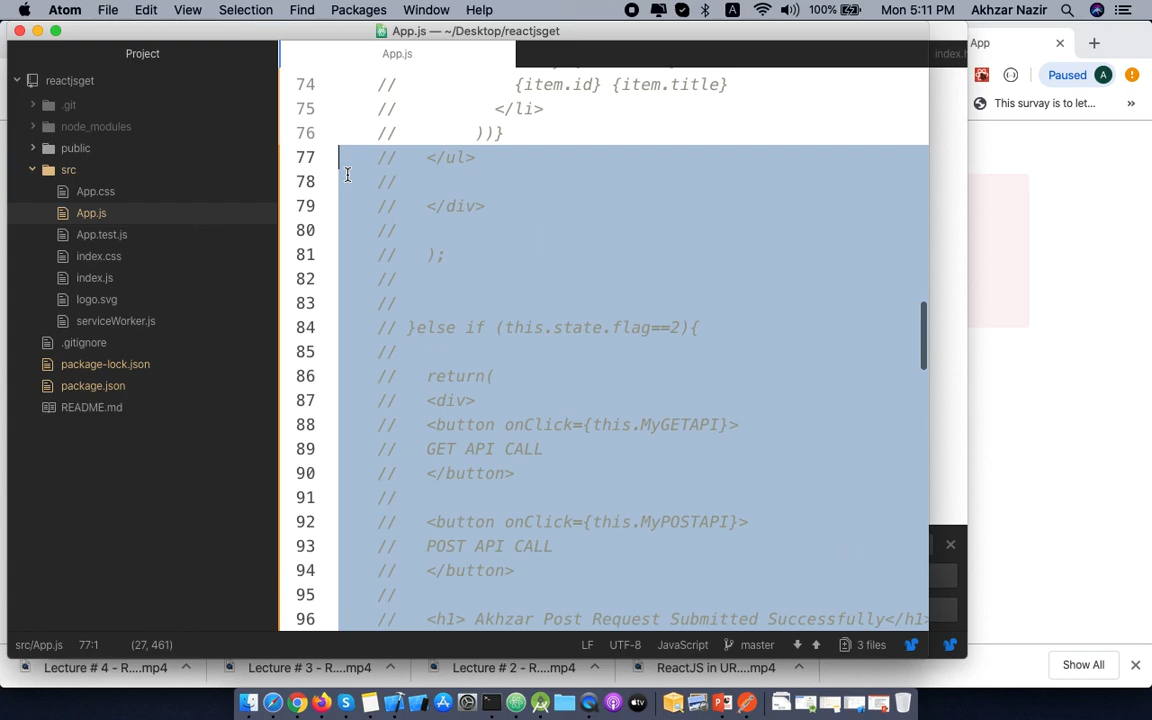 Atom File Edit View Selection Find Packages Window Help A 100% Mon 5:11 PM Akhzar Nazir
App.js — ~/Desktop/reactjsget
App
Project
App.js
index.h
Paused A
This survay is to let... »
reactjsget
.git
node_modules
public
src
App.css
App.js
App.test.js
index.css
index.js
logo.svg
serviceWorker.js
.gitignore
package-lock.json
package.json
README.md
74 // {item.id} {item.title}
75 // </li>
76 // ))}
77 // </ul>
78 //
79 // </div>
80 //
81 // );
82 //
83 //
84 // }else if (this.state.flag==2){
85 //
86 // return(
87 // <div>
88 // <button onClick={this.MyGETAPI}>
89 // GET API CALL
90 // </button>
91 //
92 // <button onClick={this.MyPOSTAPI}>
93 // POST API CALL
94 // </button>
95 //
96 // <h1> Akhzar Post Request Submitted Successfully</h1>
src/App.js 77:1 (27, 461) LF UTF-8 JavaScript master 3 files
Lecture # 4 - R....mp4 Lecture # 3 - R....mp4 Lecture # 2 - R....mp4 ReactJS in UR....mp4 Show All